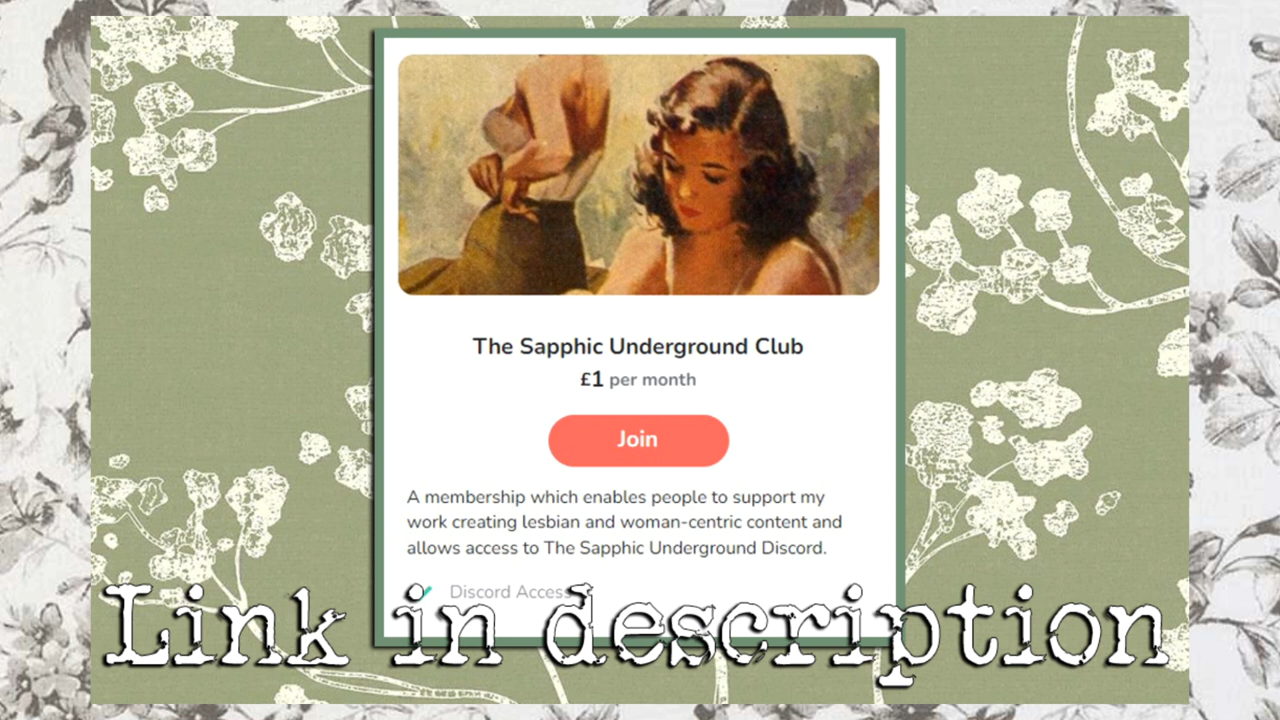 The Sapphic Underground Club
£1 per month
Join
A membership which enables people to support my
work creating lesbian and woman-centric content and
allows access to The Sapphic Underground Discord.
Discord Access
Link in description